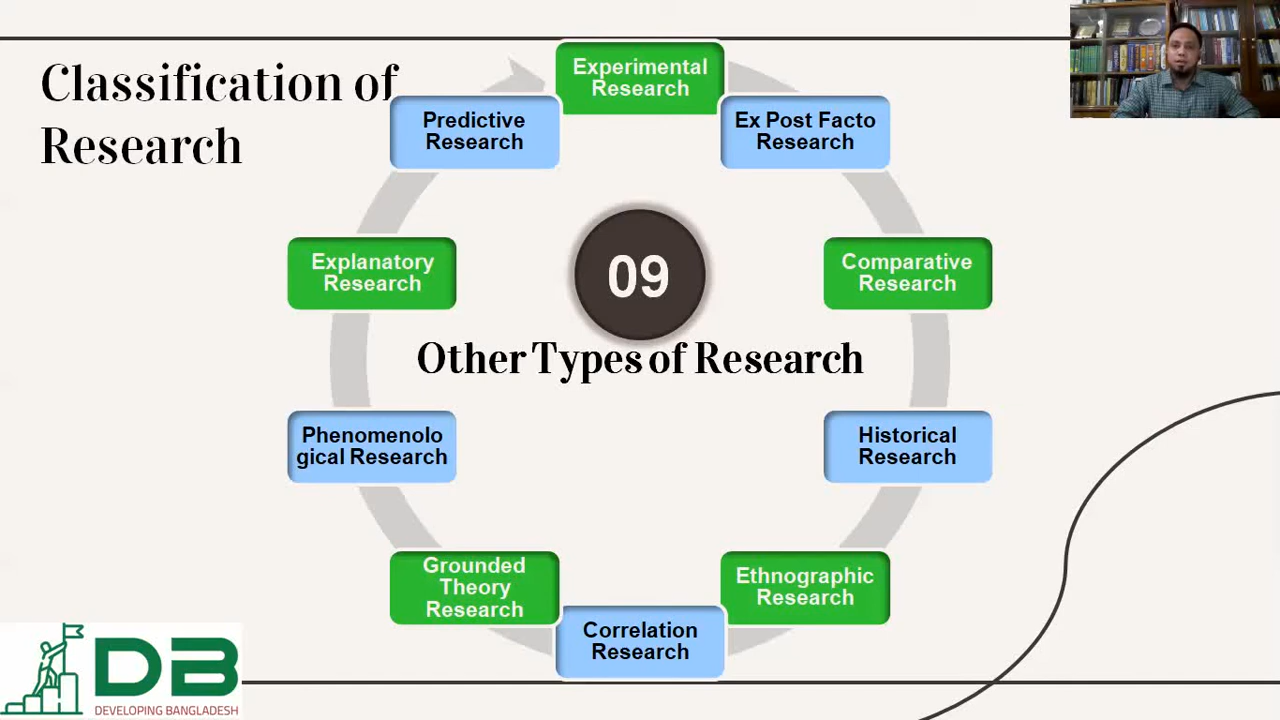 Classification of
Research
Experimental
Research
Ex Post Facto
Research
Comparative
Research
Historical
Research
Ethnographic
Research
Correlation
Research
Grounded
Theory
Research
Phenomenolo
gical Research
Explanatory
Research
Predictive
Research
09
Other Types of Research
DB
DEVELOPING BANGLADESH